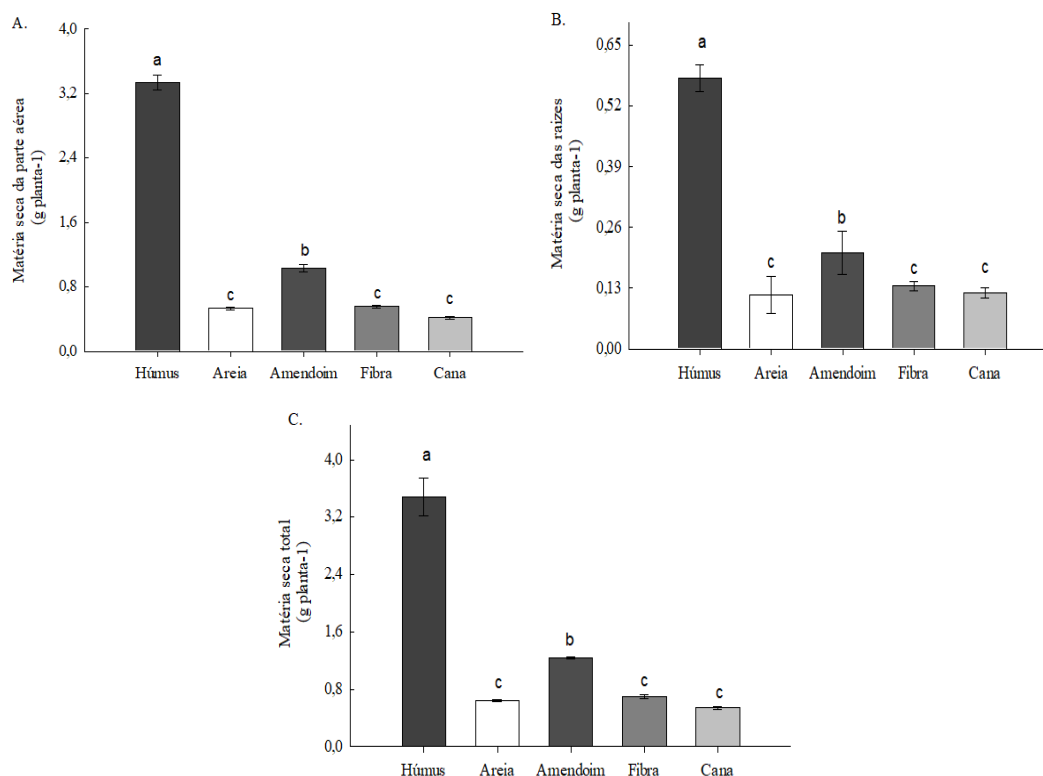 A.
Matéria seca da parte aérea
(g planta-1)
4,0
3,2
2,4
1,6
0,8
0,0
a
c
b
c
c
Húmus Areia Amendoim Fibra Cana
B.
Matéria seca das raizes
(g planta-1)
0,65
0,52
0,39
0,26
0,13
0,00
a
c
b
c
c
Húmus Areia Amendoim Fibra Cana
C.
Matéria seca total
(g planta-1)
4,0
3,2
2,4
1,6
0,8
0,0
a
c
b
c
c
Húmus Areia Amendoim Fibra Cana